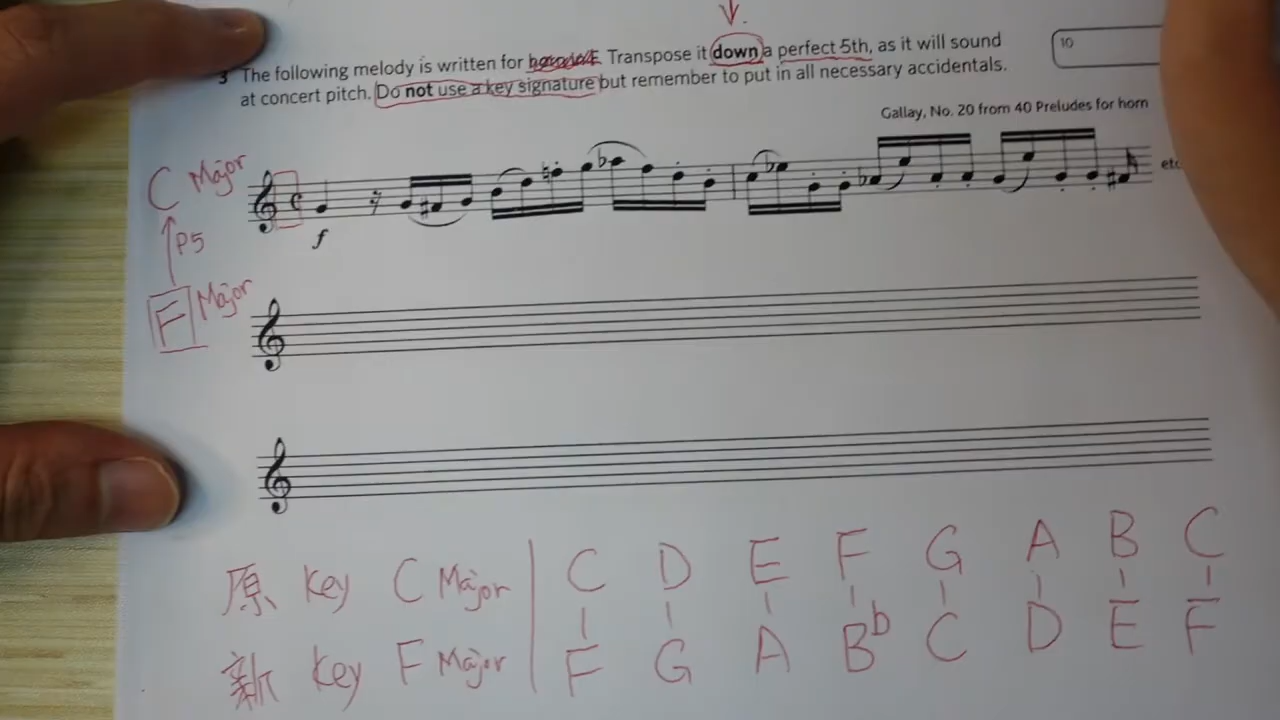 3 The following melody is written for Transpose it down a perfect 5th, as it will sound
at concert pitch. Do not use a key signature but remember to put in all necessary accidentals.
10
Gallay, No. 20 from 40 Preludes for horn
C Major
P5
F Major
f
etc
原 Key C Major C D E F G A B C
新 Key F Major F G A Bb C D E F